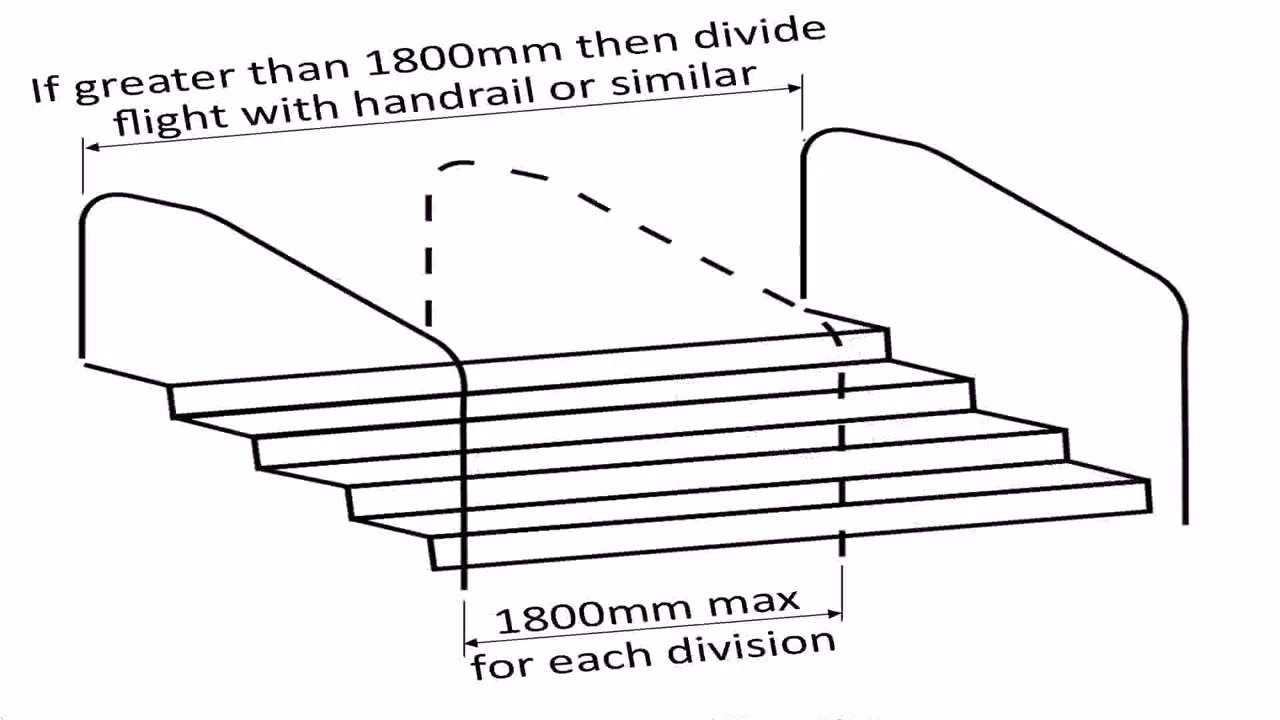 If greater than 1800mm then divide
flight with handrail or similar
1800mm max
for each division